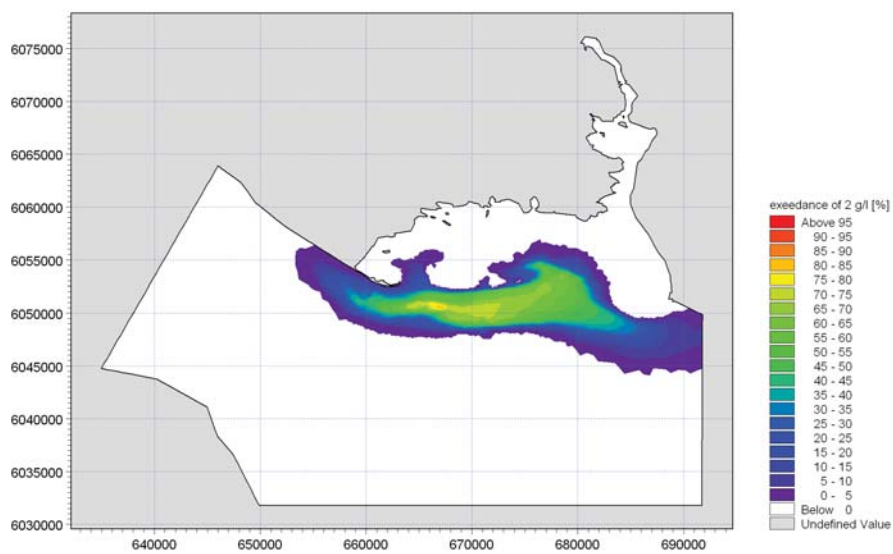 6075000
6070000
6065000
6060000
6055000
6050000
6045000
6040000
6035000
6030000
640000 650000 660000 670000 680000 690000
exeedance of 2 g/l [%]
Above 95
90 - 95
85 - 90
80 - 85
75 - 80
70 - 75
65 - 70
60 - 65
55 - 60
50 - 55
45 - 50
40 - 45
35 - 40
30 - 35
25 - 30
20 - 25
15 - 20
10 - 15
5 - 10
0 - 5
Below 0
Undefined Value